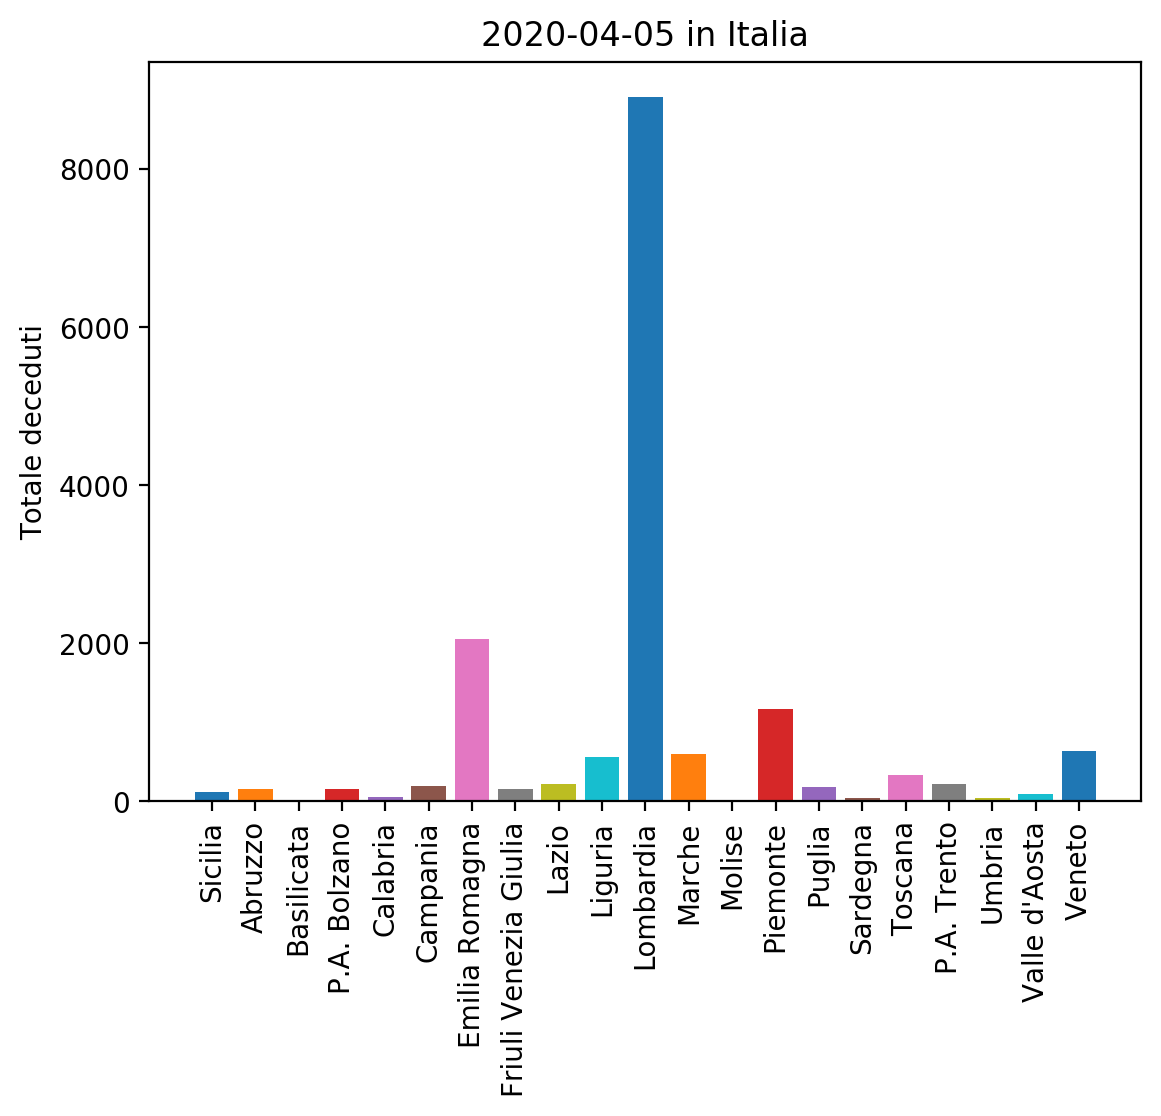 2020-04-05 in Italia
Totale deceduti
8000
6000
4000
2000
0
Sicilia
Abruzzo
Basilicata
P.A. Bolzano
Calabria
Campania
Emilia Romagna
Friuli Venezia Giulia
Lazio
Liguria
Lombardia
Marche
Molise
Piemonte
Puglia
Sardegna
Toscana
P.A. Trento
Umbria
Valle d'Aosta
Veneto